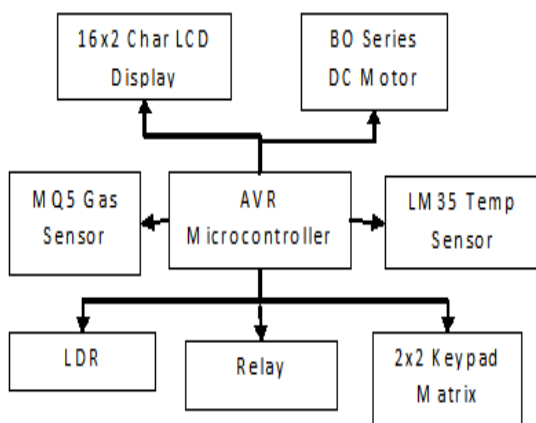 16x2 Char LCD
Display
BO Series
DC Motor
MQ5 Gas
Sensor
AVR
Microcontroller
LM35 Temp
Sensor
LDR
Relay
2x2 Keypad
Matrix